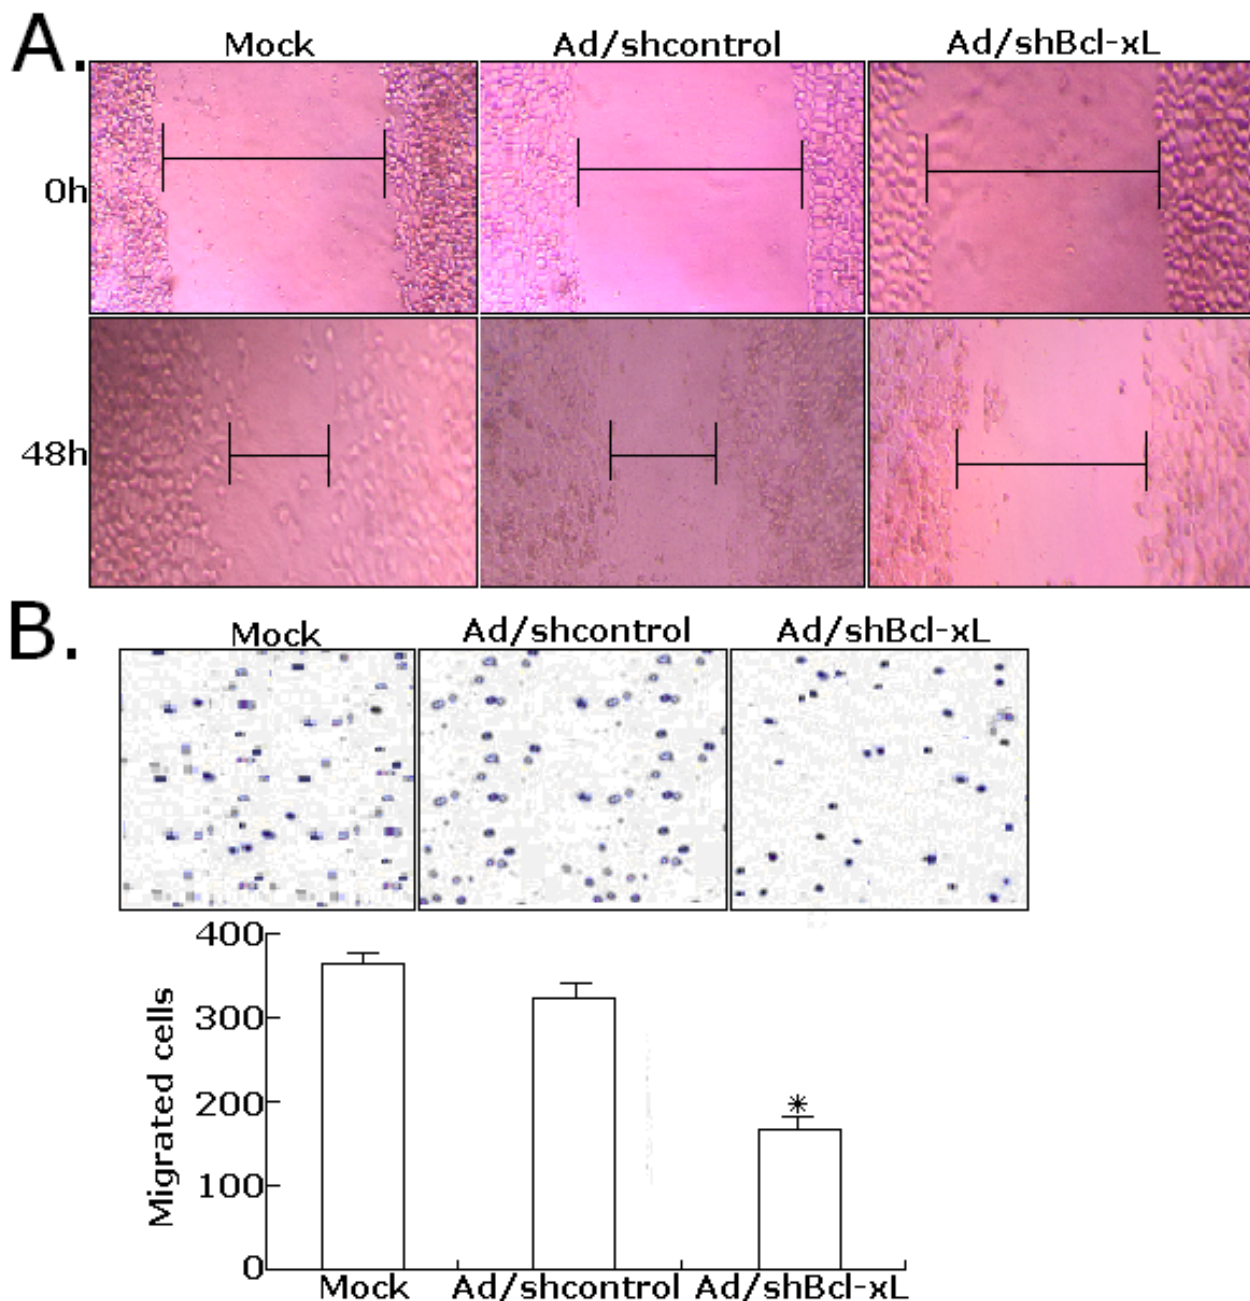 A.
Mock Ad/shcontrol Ad/shBcl-xL
0h
48h
B.
Mock Ad/shcontrol Ad/shBcl-xL
Migrated cells
400
300
200
100
0
*
Mock Ad/shcontrol Ad/shBcl-xL